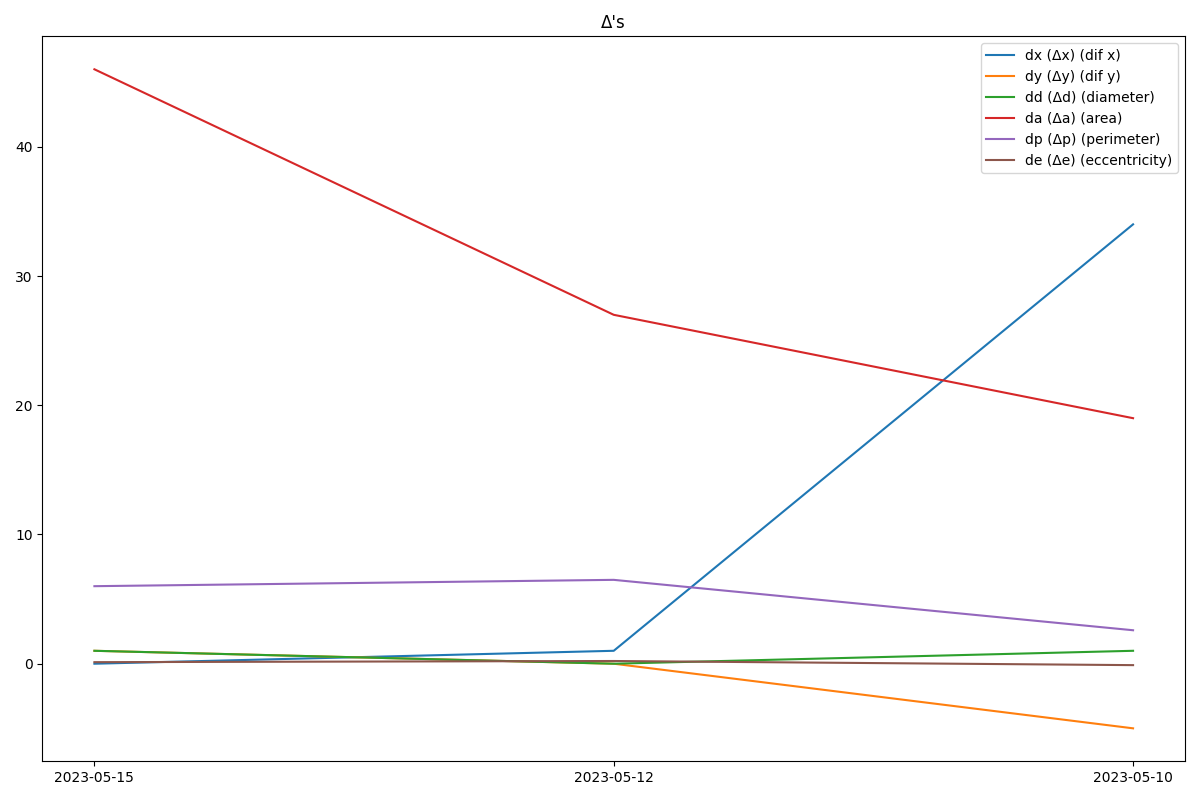 Δ's
dx (Δx) (dif x)
dy (Δy) (dif y)
dd (Δd) (diameter)
da (Δa) (area)
dp (Δp) (perimeter)
de (Δe) (eccentricity)
40
30
20
10
0
2023-05-15
2023-05-12
2023-05-10